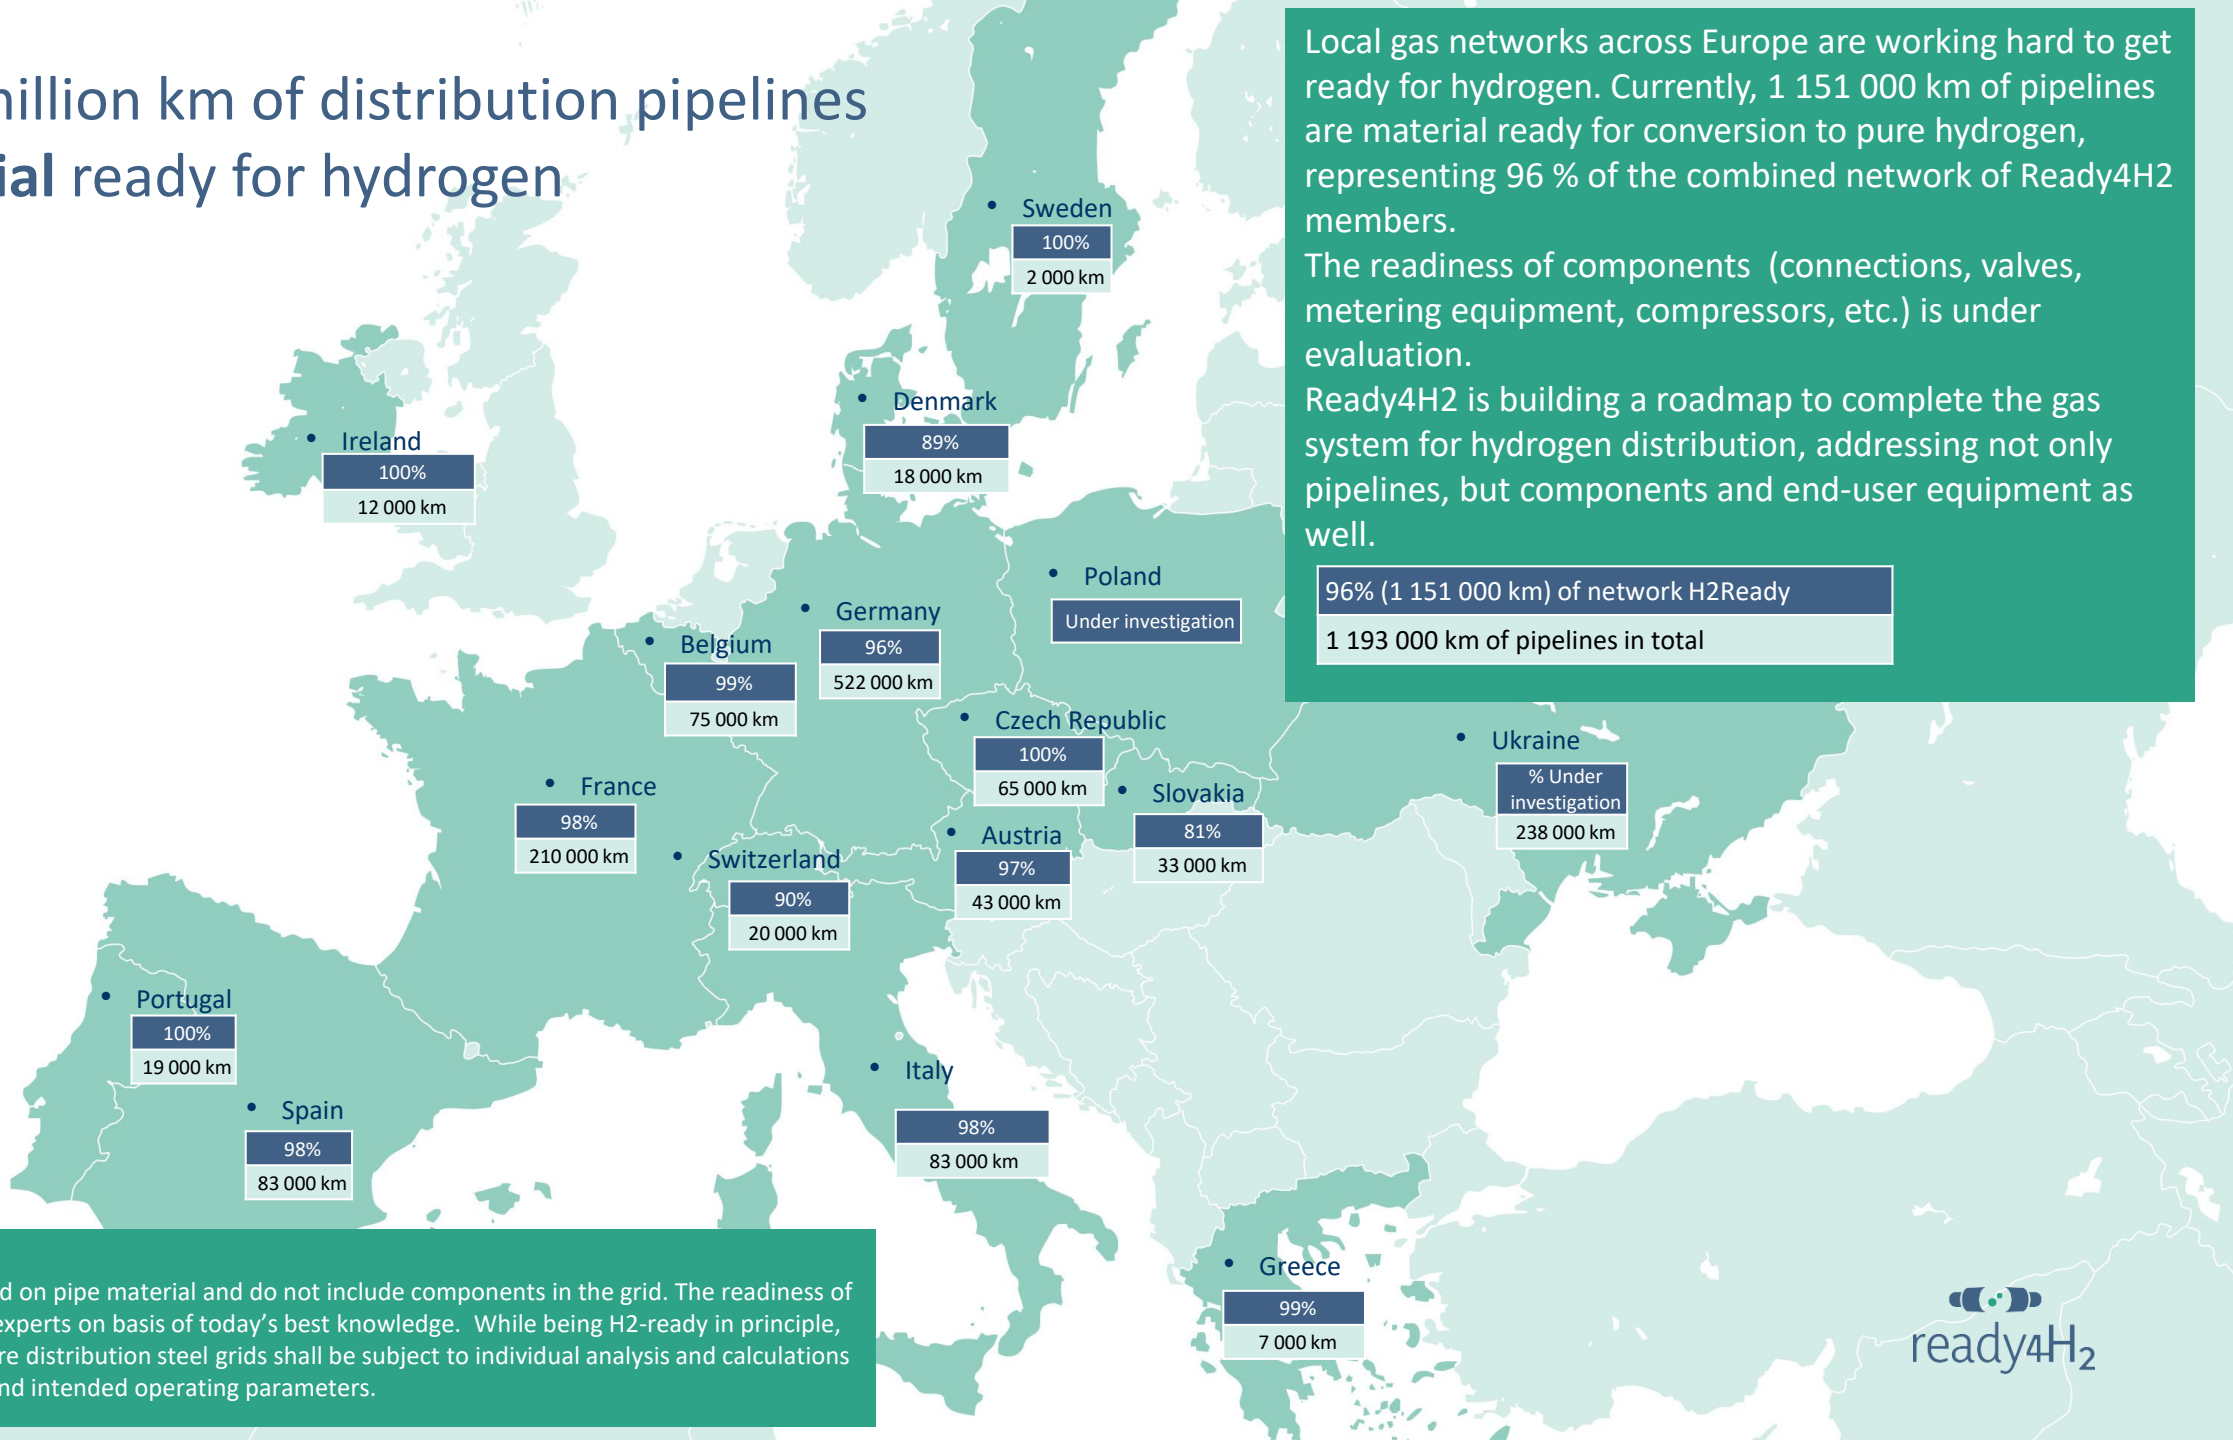 million km of distribution pipelines
ial ready for hydrogen
Local gas networks across Europe are working hard to get
ready for hydrogen. Currently, 1 151 000 km of pipelines
are material ready for conversion to pure hydrogen,
representing 96 % of the combined network of Ready4H2
members.
The readiness of components (connections, valves,
metering equipment, compressors, etc.) is under
evaluation.
Ready4H2 is building a roadmap to complete the gas
system for hydrogen distribution, addressing not only
pipelines, but components and end-user equipment as
well.
96% (1 151 000 km) of network H2Ready
1 193 000 km of pipelines in total
• Sweden
100%
2 000 km
• Denmark
89%
18 000 km
• Ireland
100%
12 000 km
• Poland
Under investigation
• Germany
96%
522 000 km
• Belgium
99%
75 000 km
• Czech Republic
100%
65 000 km
• Ukraine
% Under
investigation
238 000 km
• France
98%
210 000 km
• Slovakia
81%
33 000 km
• Austria
97%
43 000 km
• Switzerland
90%
20 000 km
• Portugal
100%
19 000 km
• Italy
98%
83 000 km
• Spain
98%
83 000 km
• Greece
99%
7 000 km
d on pipe material and do not include components in the grid. The readiness of
experts on basis of today's best knowledge. While being H2-ready in principle,
re distribution steel grids shall be subject to individual analysis and calculations
nd intended operating parameters.
ready4H₂